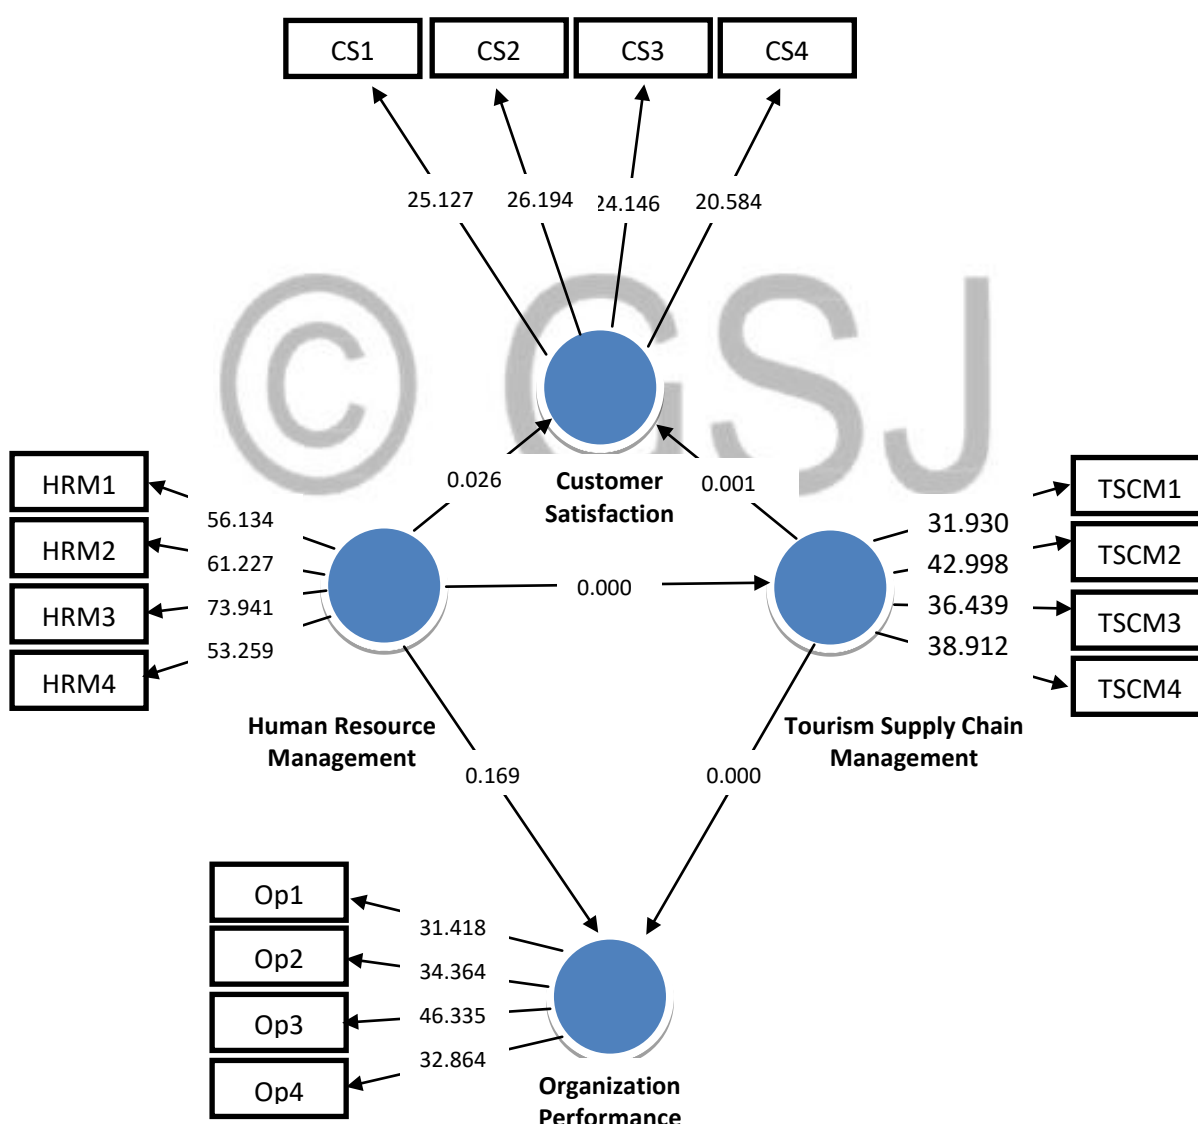 CS1 CS2 CS3 CS4
25.127 26.194 24.146 20.584
© GSJ
HRM1
HRM2
HRM3
HRM4
56.134
61.227
73.941
53.259
0.026
Customer
Satisfaction
0.001
0.000
31.930
42.998
36.439
38.912
TSCM1
TSCM2
TSCM3
TSCM4
Human Resource
Management
Tourism Supply Chain
Management
0.169
0.000
Op1
Op2
Op3
Op4
31.418
34.364
46.335
32.864
Organization
Performance